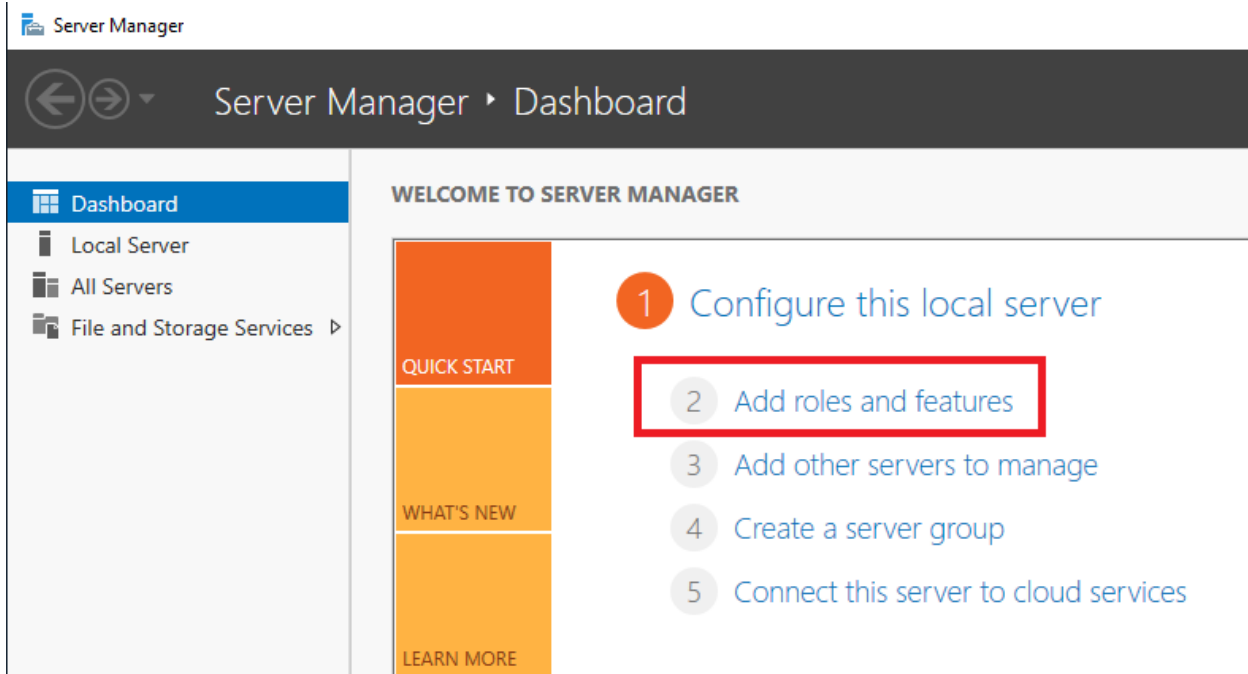 Server Manager
Server Manager ‣ Dashboard
Dashboard
Local Server
All Servers
File and Storage Services
WELCOME TO SERVER MANAGER
QUICK START
WHAT'S NEW
LEARN MORE
1 Configure this local server
2 Add roles and features
3 Add other servers to manage
4 Create a server group
5 Connect this server to cloud services